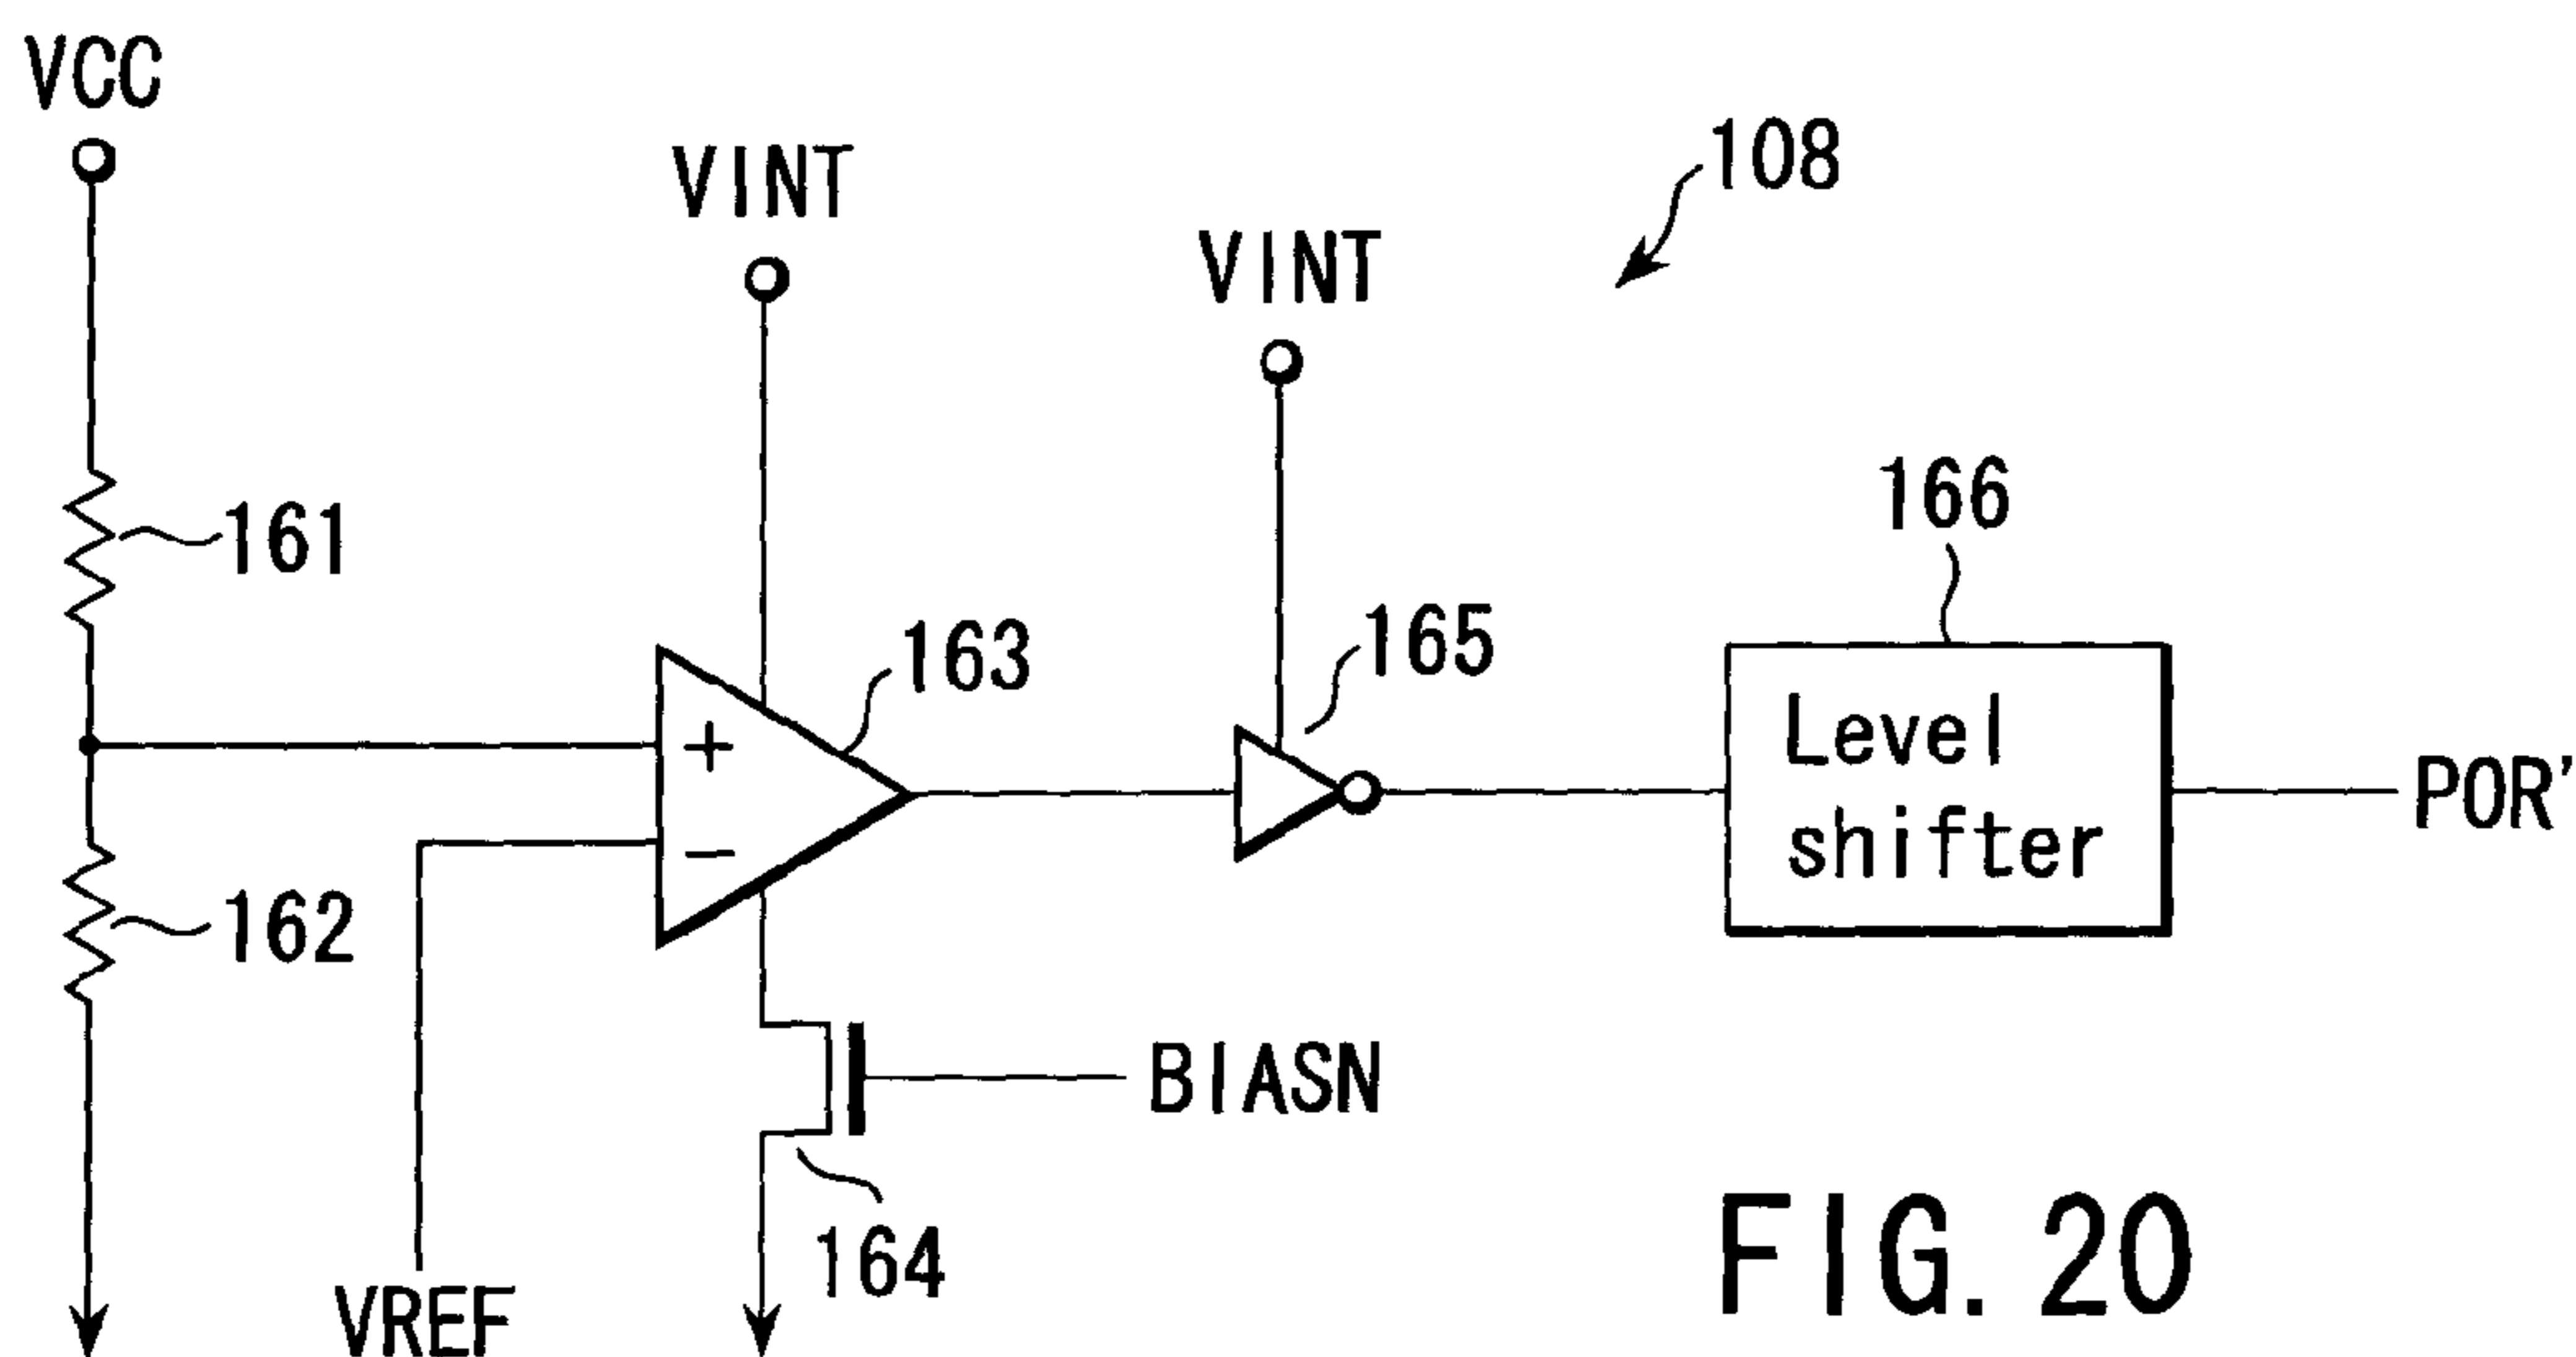 VCC
VINT
108
VINT
166
161
165
163
+
Level
shifter
POR'
−
162
BIASN
164
VREF
FIG. 20